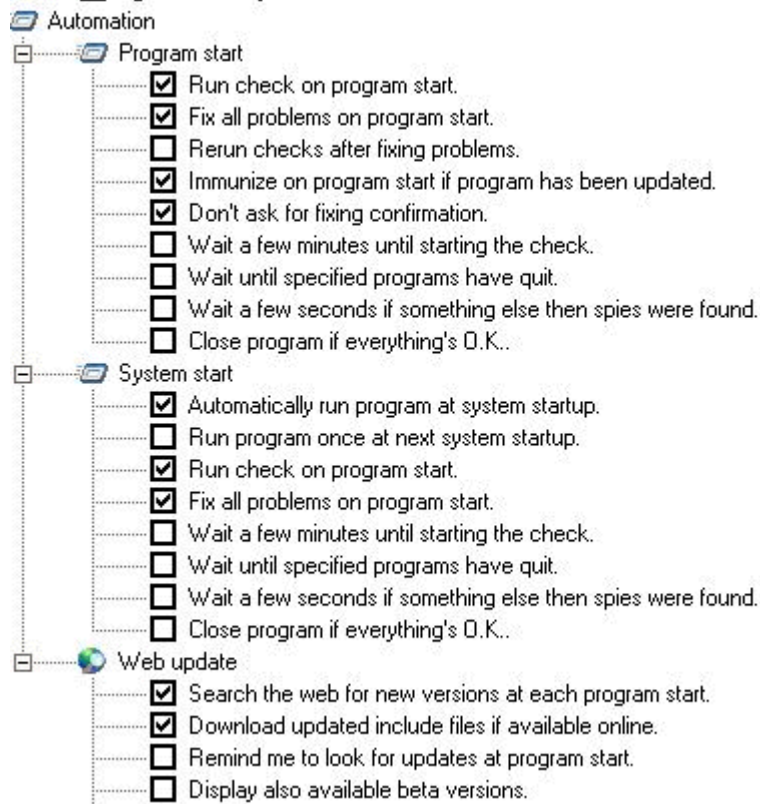 Automation
Program start
Run check on program start.
Fix all problems on program start.
Rerun checks after fixing problems.
Immunize on program start if program has been updated.
Don't ask for fixing confirmation.
Wait a few minutes until starting the check.
Wait until specified programs have quit.
Wait a few seconds if something else then spies were found.
Close program if everything's O.K..
System start
Automatically run program at system startup.
Run program once at next system startup.
Run check on program start.
Fix all problems on program start.
Wait a few minutes until starting the check.
Wait until specified programs have quit.
Wait a few seconds if something else then spies were found.
Close program if everything's O.K..
Web update
Search the web for new versions at each program start.
Download updated include files if available online.
Remind me to look for updates at program start.
Display also available beta versions.